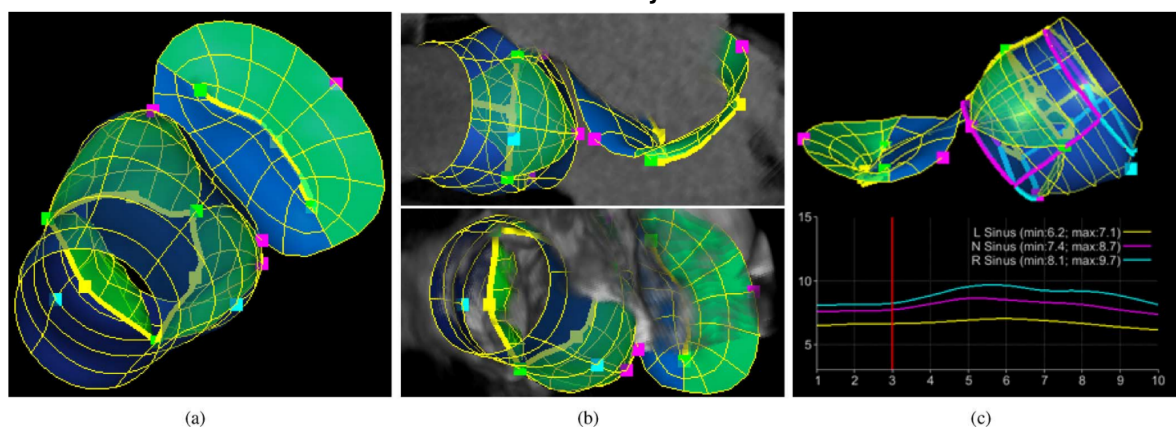 15
L Sinus (min:6.2; max:7.1)
N Sinus (min:7.4; max:8.7)
R Sinus (min:8.1; max:9.7)
10
5
1 2 3 4 5 6 7 8 9 10
(a) (b) (c)